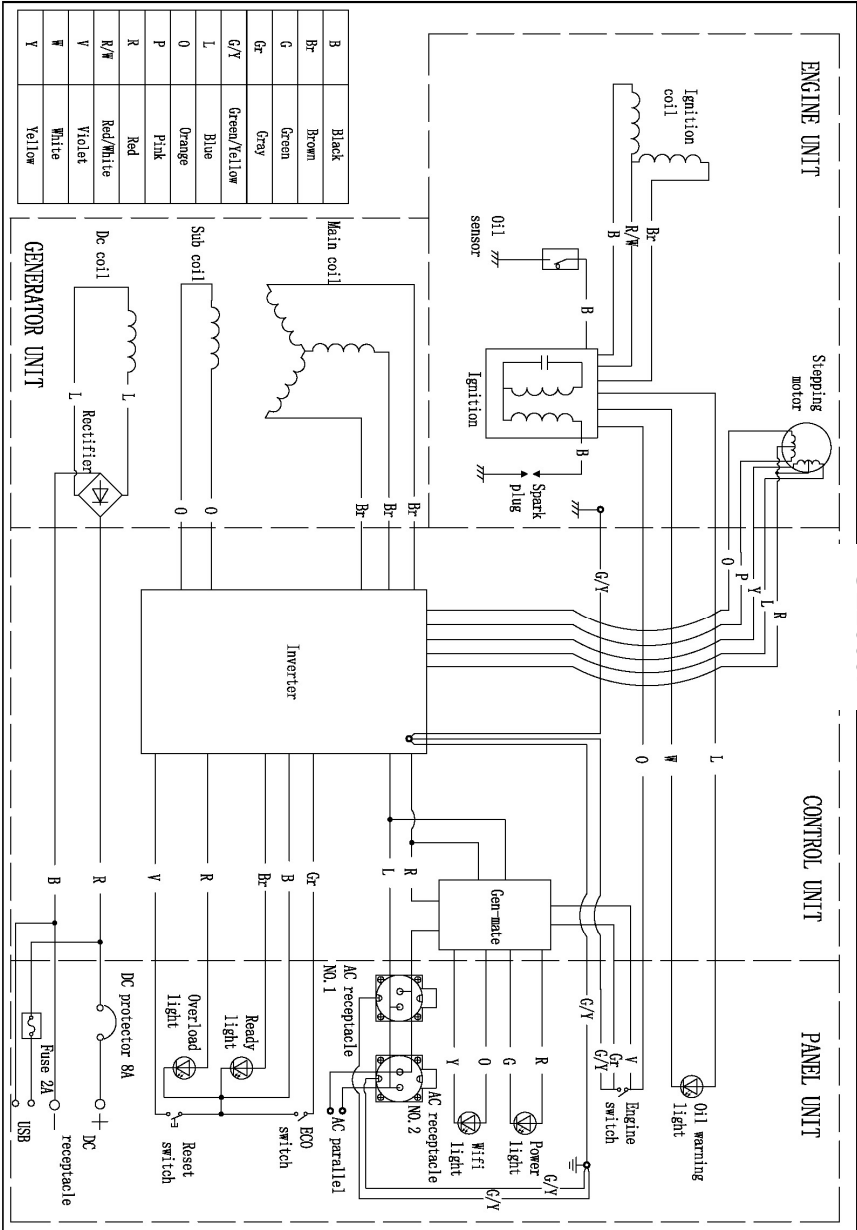 ENGINE UNIT
CONTROL UNIT
PANEL UNIT
GENERATOR UNIT
Ignition
coil
Br
R/W
B
Oil
sensor
B
Ignition
B
Spark
plug
Stepping
motor
O
P
Y
L
R
G/Y
L
W
O
Oil warning
light
Engine
switch
V
Gr
G/Y
G/Y
Gen-mate
R
G
O
Y
Power
light
Wifi
light
G/Y
G/Y
R
L
AC receptacle
NO.1
AC receptacle
NO.2
AC parallel
Inverter
Main coil
Br
Br
Br
Sub coil
O
O
Dc coil
L
L
Rectifier
Gr
B
Br
R
V
ECO
switch
Ready
light
Overload
light
Reset
switch
R
B
DC protector 8A
Fuse 2A
DC
receptacle
+
−
USB
B Black
Br Brown
G Green
Gr Gray
G/Y Green/Yellow
L Blue
O Orange
P Pink
R Red
R/W Red/White
V Violet
W White
Y Yellow